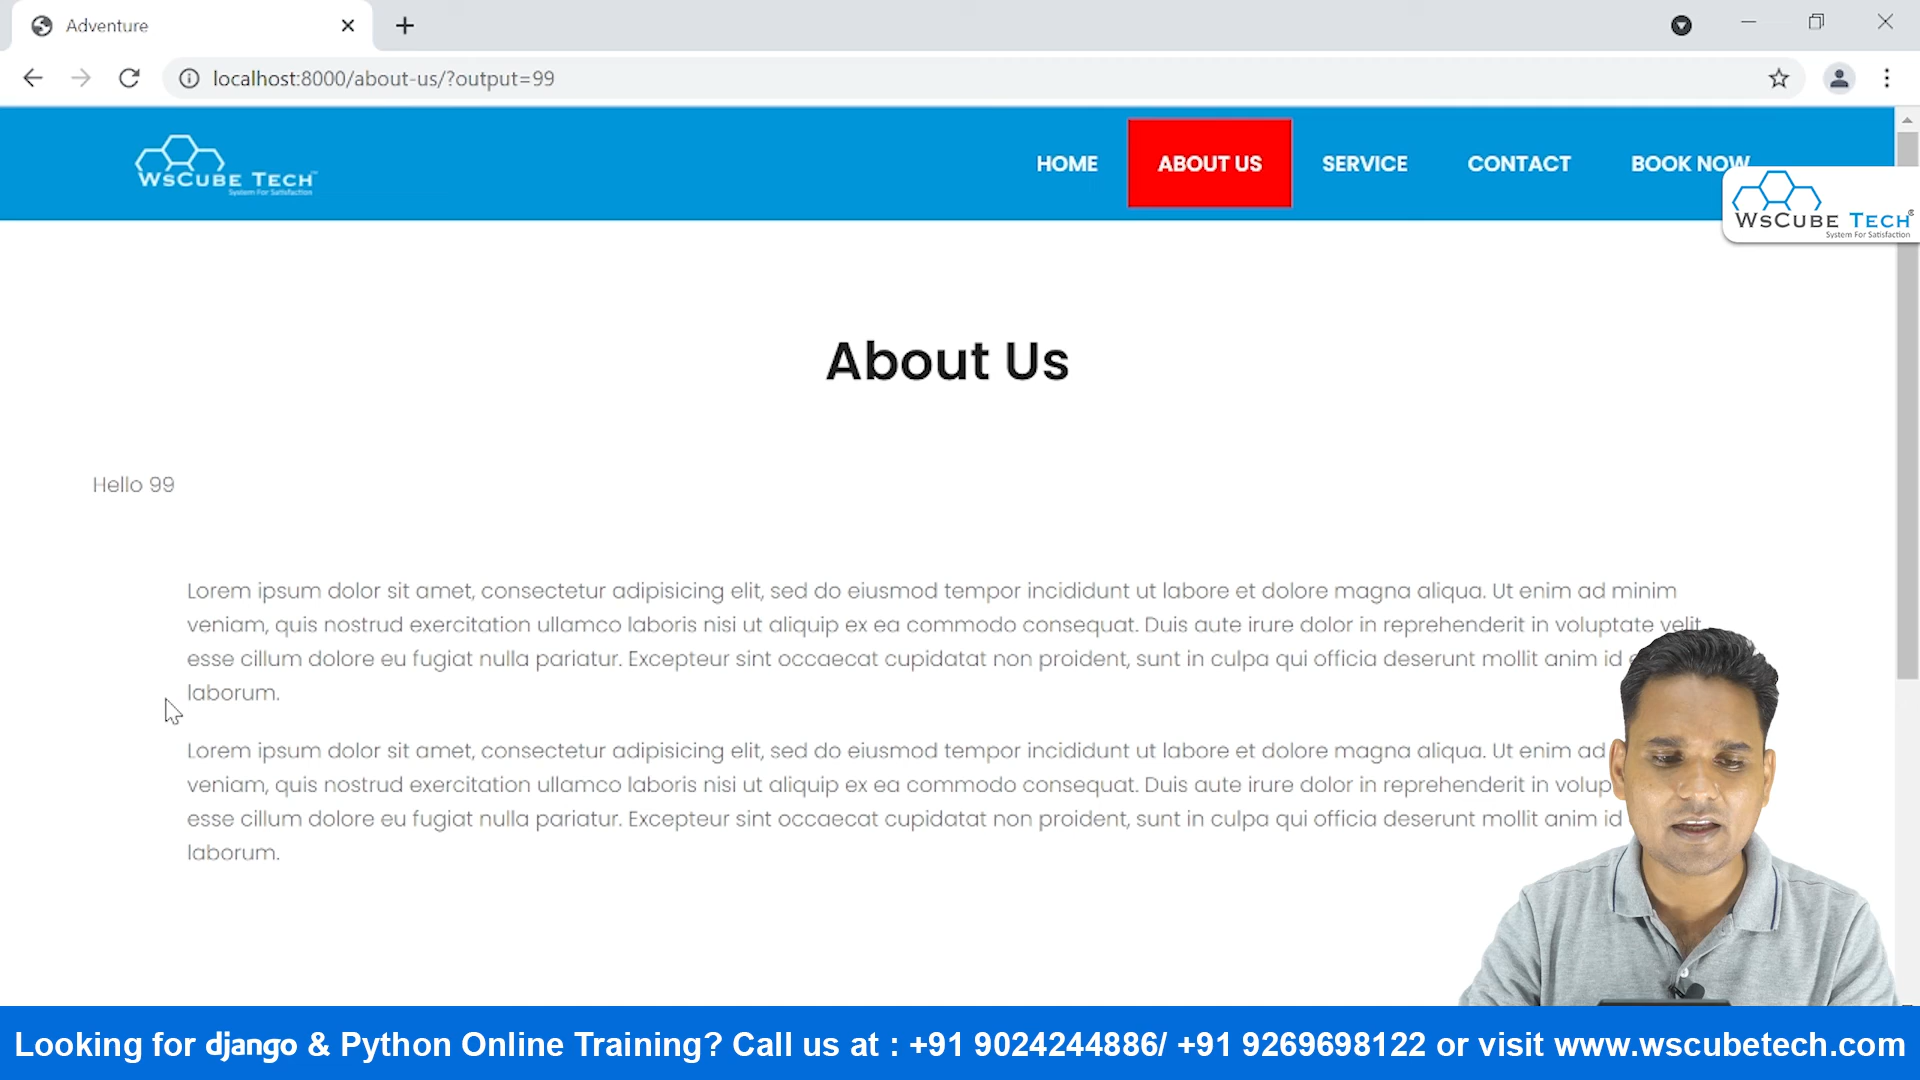 Adventure
localhost:8000/about-us/?output=99
WsCube Tech
System For Satisfaction
HOME
ABOUT US
SERVICE
CONTACT
BOOK NOW
WsCube Tech®
System For Satisfaction
About Us
Hello 99
Lorem ipsum dolor sit amet, consectetur adipisicing elit, sed do eiusmod tempor incididunt ut labore et dolore magna aliqua. Ut enim ad minim
veniam, quis nostrud exercitation ullamco laboris nisi ut aliquip ex ea commodo consequat. Duis aute irure dolor in reprehenderit in voluptate velit
esse cillum dolore eu fugiat nulla pariatur. Excepteur sint occaecat cupidatat non proident, sunt in culpa qui officia deserunt mollit anim id
laborum.
Lorem ipsum dolor sit amet, consectetur adipisicing elit, sed do eiusmod tempor incididunt ut labore et dolore magna aliqua. Ut enim ad
veniam, quis nostrud exercitation ullamco laboris nisi ut aliquip ex ea commodo consequat. Duis aute irure dolor in reprehenderit in
esse cillum dolore eu fugiat nulla pariatur. Excepteur sint occaecat cupidatat non proident, sunt in culpa qui officia deserunt mollit anim id
laborum.
Looking for django & Python Online Training? Call us at : +91 9024244886/ +91 9269698122 or visit www.wscubetech.com